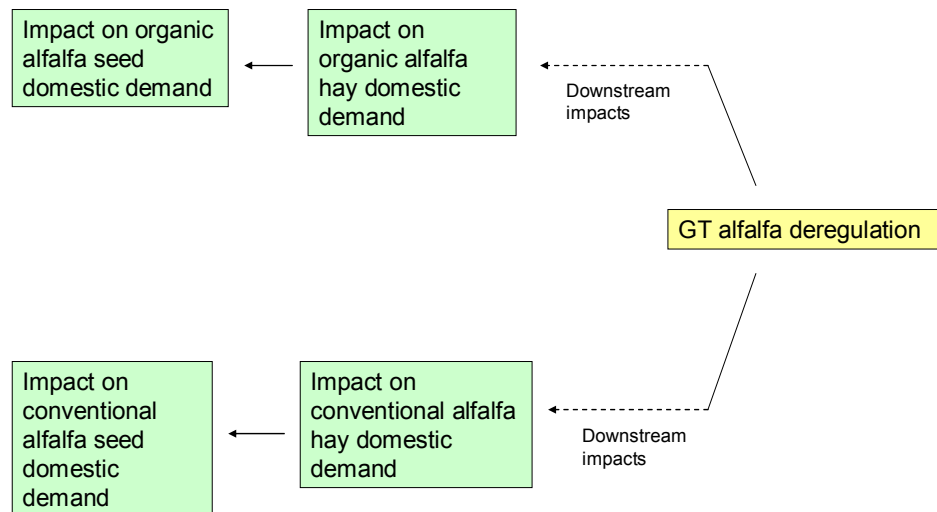 Impact on organic
alfalfa seed
domestic demand
Impact on
organic alfalfa
hay domestic
demand
Downstream
impacts
GT alfalfa deregulation
Impact on
conventional
alfalfa seed
domestic
demand
Impact on
conventional alfalfa
hay domestic
demand
Downstream
impacts